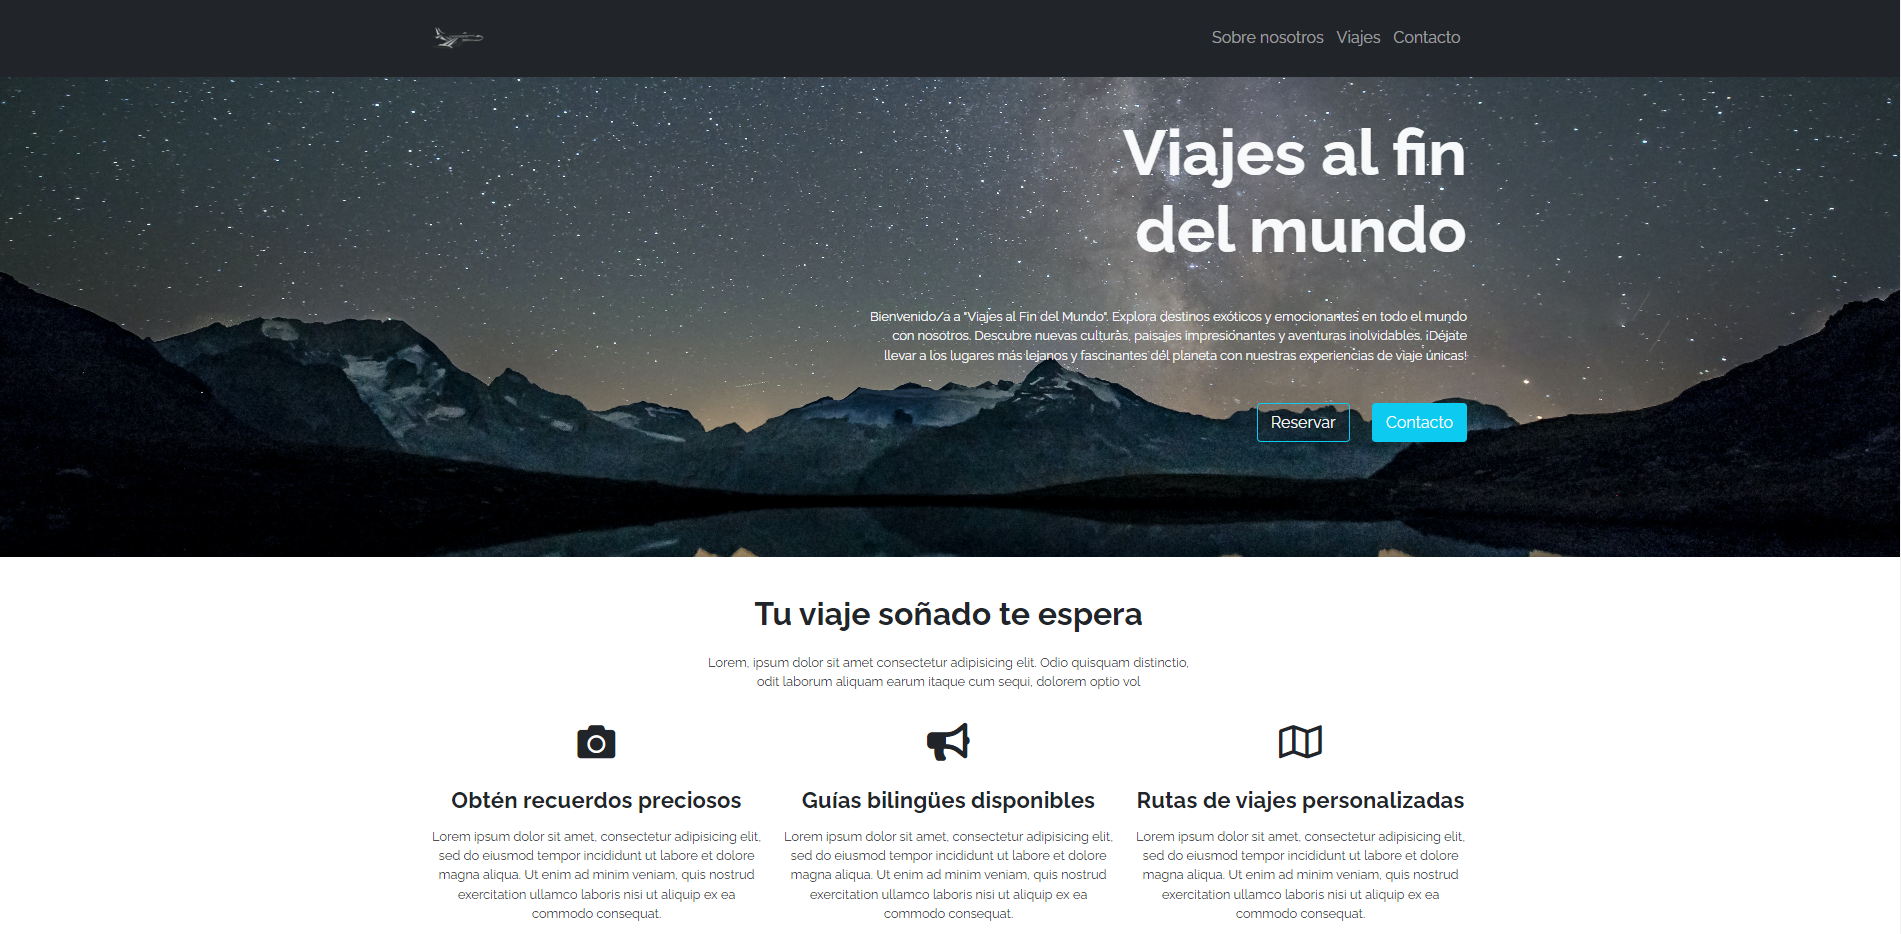 Sobre nosotros Viajes Contacto
Viajes al fin
del mundo
Bienvenido/a a "Viajes al Fin del Mundo". Explora destinos exóticos y emocionantes en todo el mundo
con nosotros. Descubre nuevas culturas, paisajes impresionantes y aventuras inolvidables. ¡Déjate
llevar a los lugares más lejanos y fascinantes del planeta con nuestras experiencias de viaje únicas!
Reservar Contacto
Tu viaje soñado te espera
Lorem, ipsum dolor sit amet consectetur adipisicing elit. Odio quisquam distinctio,
odit laborum aliquam earum itaque cum sequi, dolorem optio vol
Obtén recuerdos preciosos
Lorem ipsum dolor sit amet, consectetur adipisicing elit,
sed do eiusmod tempor incididunt ut labore et dolore
magna aliqua. Ut enim ad minim veniam, quis nostrud
exercitation ullamco laboris nisi ut aliquip ex ea
commodo consequat.
Guías bilingües disponibles
Lorem ipsum dolor sit amet, consectetur adipisicing elit,
sed do eiusmod tempor incididunt ut labore et dolore
magna aliqua. Ut enim ad minim veniam, quis nostrud
exercitation ullamco laboris nisi ut aliquip ex ea
commodo consequat.
Rutas de viajes personalizadas
Lorem ipsum dolor sit amet, consectetur adipisicing elit,
sed do eiusmod tempor incididunt ut labore et dolore
magna aliqua. Ut enim ad minim veniam, quis nostrud
exercitation ullamco laboris nisi ut aliquip ex ea
commodo consequat.